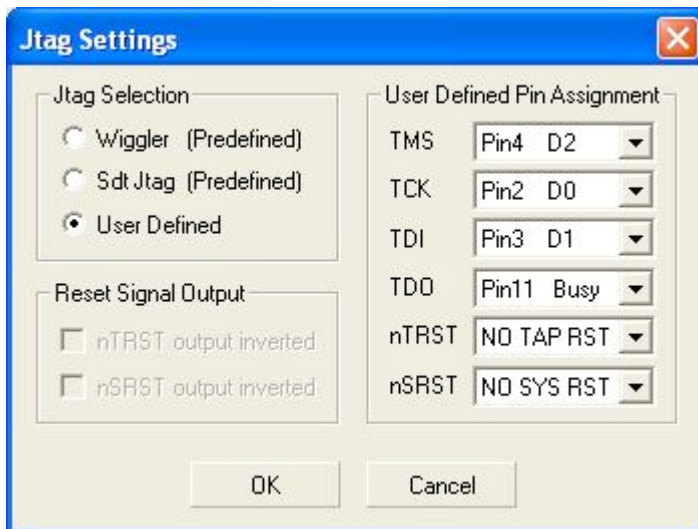 Jtag Settings
Jtag Selection
Wiggler (Predefined)
Sdt Jtag (Predefined)
User Defined
Reset Signal Output
nTRST output inverted
nSRST output inverted
User Defined Pin Assignment
TMS Pin4 D2
TCK Pin2 D0
TDI Pin3 D1
TDO Pin11 Busy
nTRST NO TAP RST
nSRST NO SYS RST
OK Cancel